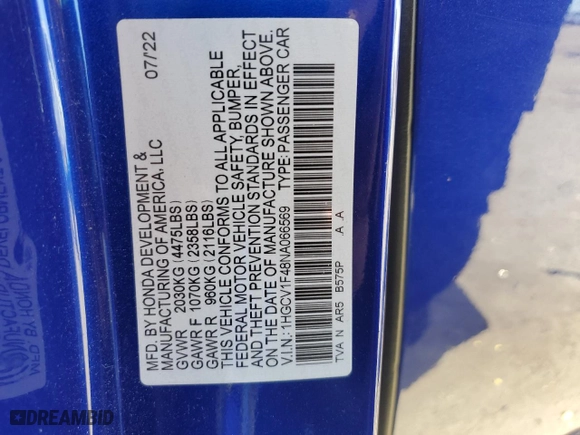 MFD. BY HONDA DEVELOPMENT & 07/22
MANUFACTURING OF AMERICA, LLC
GVWR 2030KG (4475LBS)
GAWR F 1070KG (2358LBS)
GAWR R 960KG (2116LBS)
THIS VEHICLE CONFORMS TO ALL APPLICABLE
FEDERAL MOTOR VEHICLE SAFETY, BUMPER,
AND THEFT PREVENTION STANDARDS IN EFFECT
ON THE DATE OF MANUFACTURE SHOWN ABOVE.
V.I.N.: 1HGCV1F48NA066569 TYPE: PASSENGER CAR
TVA N AR5 B575P A A
DREAMBID